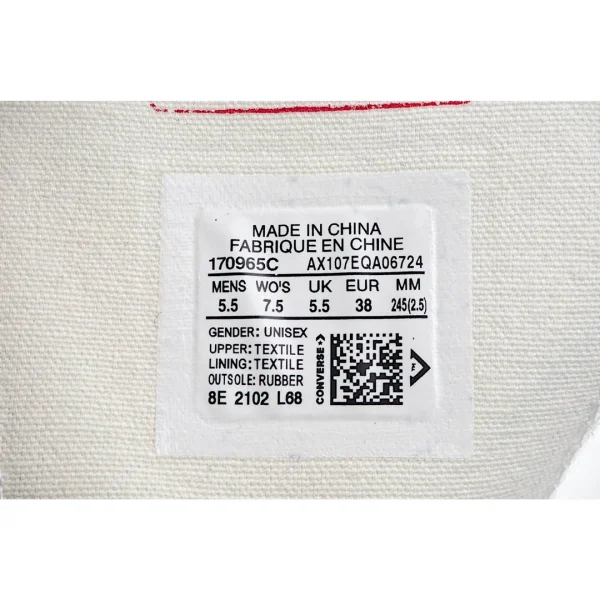 MADE IN CHINA
FABRIQUE EN CHINE
170965C AX107EQA06724
MENS WO'S UK EUR MM
5.5 7.5 5.5 38 245(2.5)
GENDER: UNISEX
UPPER: TEXTILE
LINING: TEXTILE
OUTSOLE: RUBBER
8E 2102 L68
CONVERSE
TM